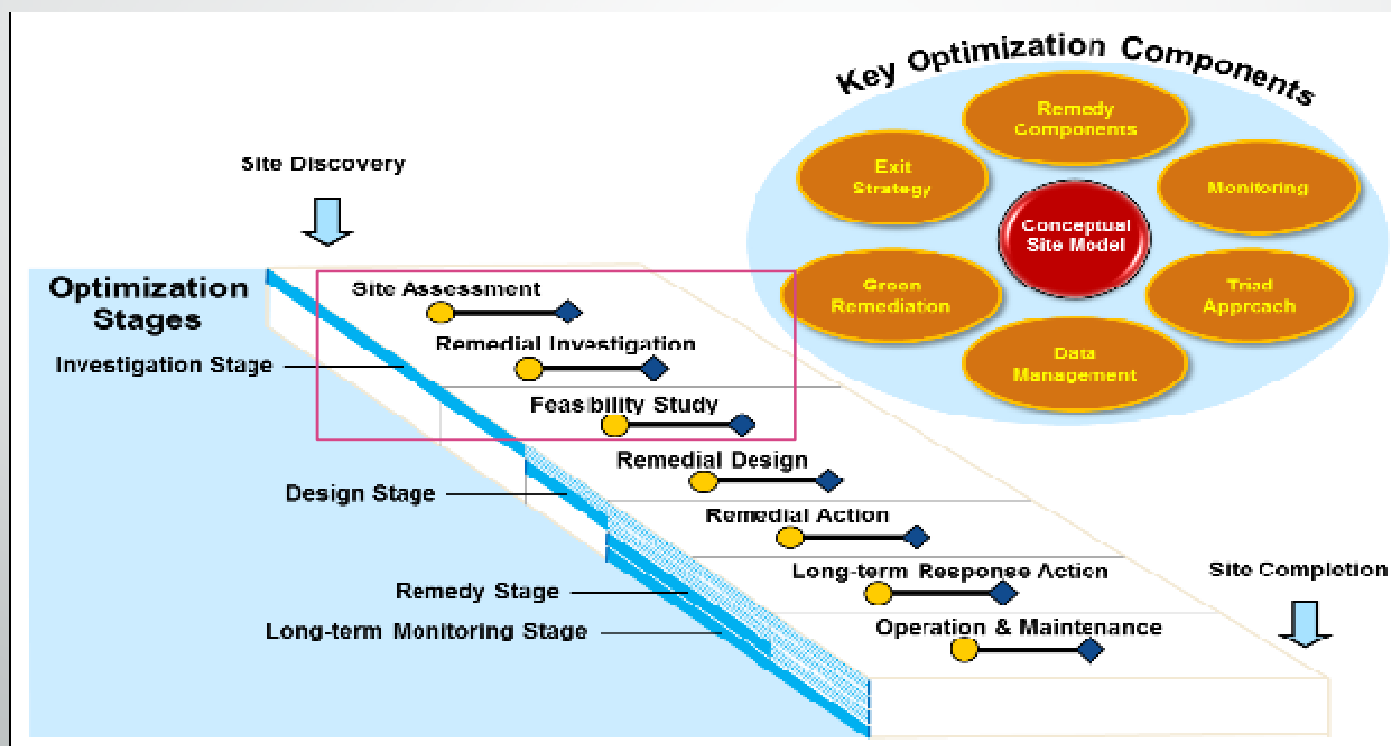 Key Optimization Components
Remedy
Components
Exit
Strategy
Monitoring
Conceptual
Site Model
Green
Remediation
Triad
Approach
Data
Management
Site Discovery
Optimization
Stages
Site Assessment
Remedial Investigation
Investigation Stage
Feasibility Study
Remedial Design
Design Stage
Remedial Action
Long-term Response Action
Site Completion
Remedy Stage
Operation & Maintenance
Long-term Monitoring Stage